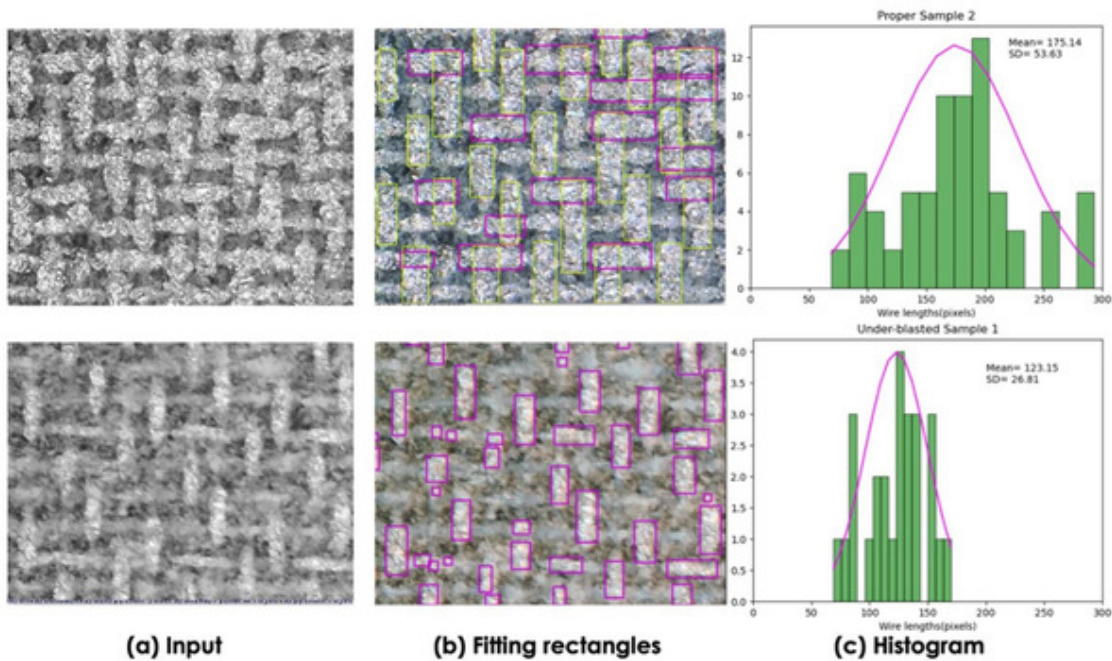 Proper Sample 2
Mean= 175.14
SD= 53.63
12
10
8
6
4
2
0
0 50 100 150 200 250 300
Wire lengths(pixels)
Under-blasted Sample 1
Mean= 123.15
SD= 26.81
4.0
3.5
3.0
2.5
2.0
1.5
1.0
0.5
0.0
0 50 100 150 200 250 300
Wire lengths(pixels)
(a) Input
(b) Fitting rectangles
(c) Histogram